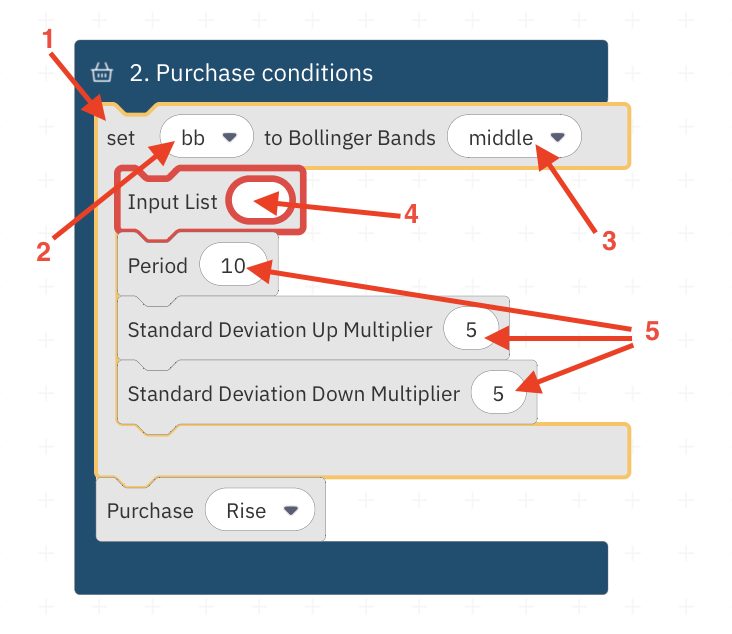 1
2. Purchase conditions
set bb to Bollinger Bands middle
Input List
4
2
3
Period 10
Standard Deviation Up Multiplier 5
5
Standard Deviation Down Multiplier 5
Purchase Rise